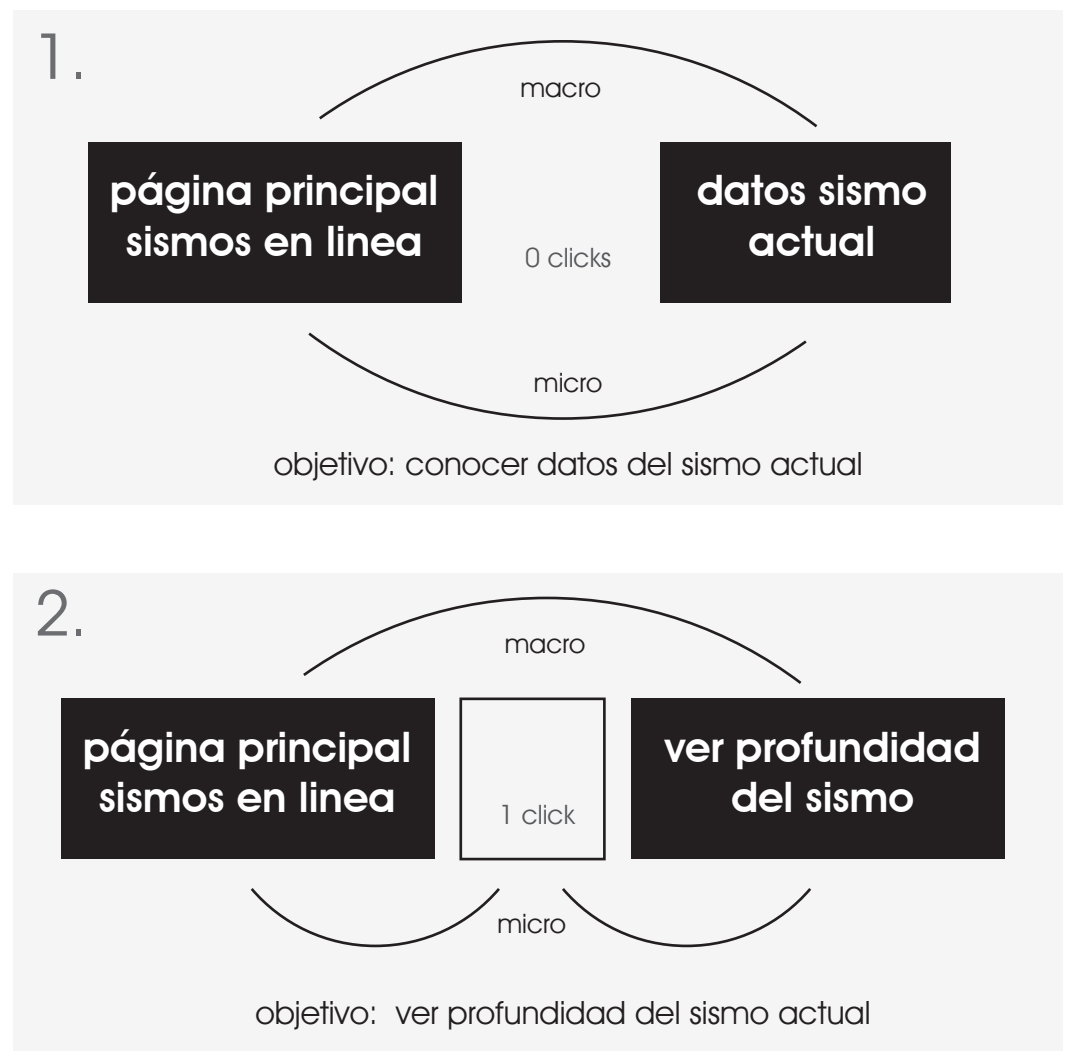 1.
macro
página principal
sismos en linea
0 clicks
datos sismo
actual
micro
objetivo: conocer datos del sismo actual
2.
macro
página principal
sismos en linea
1 click
ver profundidad
del sismo
micro
objetivo:  ver profundidad del sismo actual